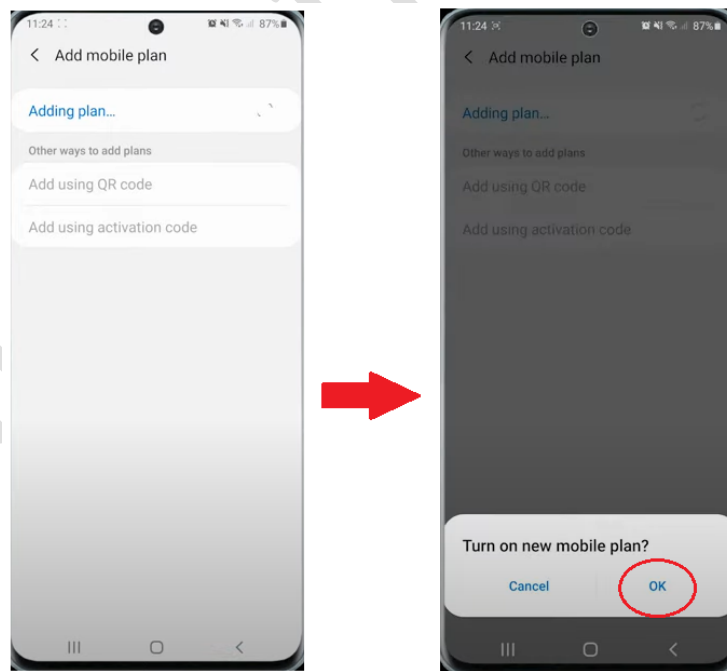 11:24
87%
Add mobile plan
Adding plan...
Other ways to add plans
Add using QR code
Add using activation code
11:24
87%
Add mobile plan
Adding plan...
Other ways to add plans
Add using QR code
Add using activation code
Turn on new mobile plan?
Cancel
OK